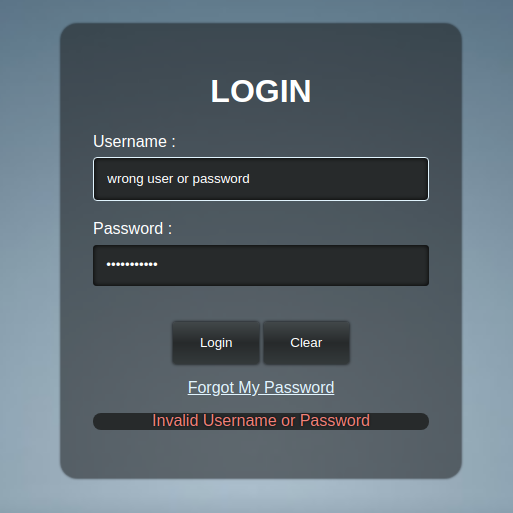 LOGIN
Username :
wrong user or password
Password :
•••••••••••
Login Clear
Forgot My Password
Invalid Username or Password